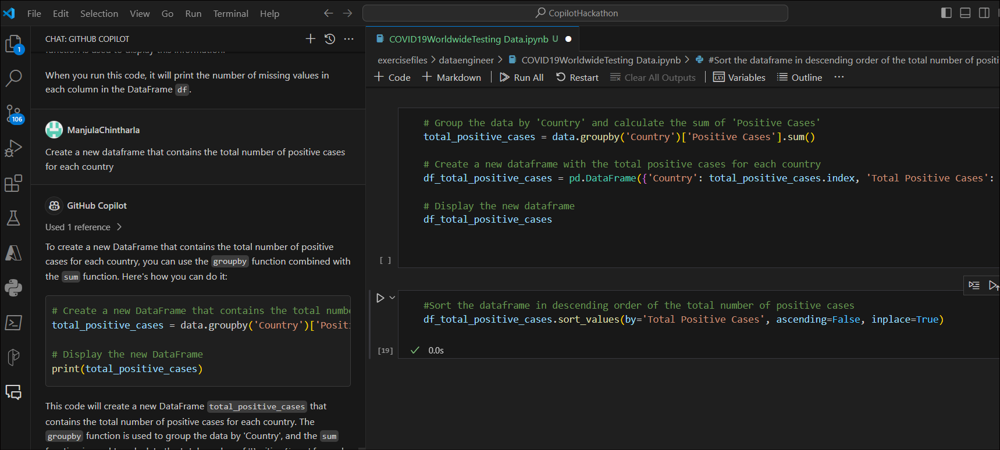 File Edit Selection View Go Run Terminal Help
CopilotHackathon
1
106
CHAT: GITHUB COPILOT
function is used to display this information.
When you run this code, it will print the number of missing values in
each column in the DataFrame df.
ManjulaChintharla
Create a new dataframe that contains the total number of positive cases
for each country
GitHub Copilot
Used 1 reference
To create a new DataFrame that contains the total number of positive
cases for each country, you can use the groupby function combined with
the sum function. Here's how you can do it:
# Create a new DataFrame that contains the total numbe
total_positive_cases = data.groupby('Country')['Positi
# Display the new DataFrame
print(total_positive_cases)
This code will create a new DataFrame total_positive_cases that
contains the total number of positive cases for each country. The
groupby function is used to group the data by 'Country', and the sum
COVID19WorldwideTesting Data.ipynb U
exercisefiles > dataengineer > COVID19WorldwideTesting Data.ipynb > #Sort the dataframe in descending order of the total number of positi
+ Code + Markdown Run All Restart Clear All Outputs Variables Outline ...
# Group the data by 'Country' and calculate the sum of 'Positive Cases'
total_positive_cases = data.groupby('Country')['Positive Cases'].sum()
# Create a new dataframe with the total positive cases for each country
df_total_positive_cases = pd.DataFrame({'Country': total_positive_cases.index, 'Total Positive Cases':
# Display the new dataframe
df_total_positive_cases
[ ]
#Sort the dataframe in descending order of the total number of positive cases
df_total_positive_cases.sort_values(by='Total Positive Cases', ascending=False, inplace=True)
[19] 0.0s